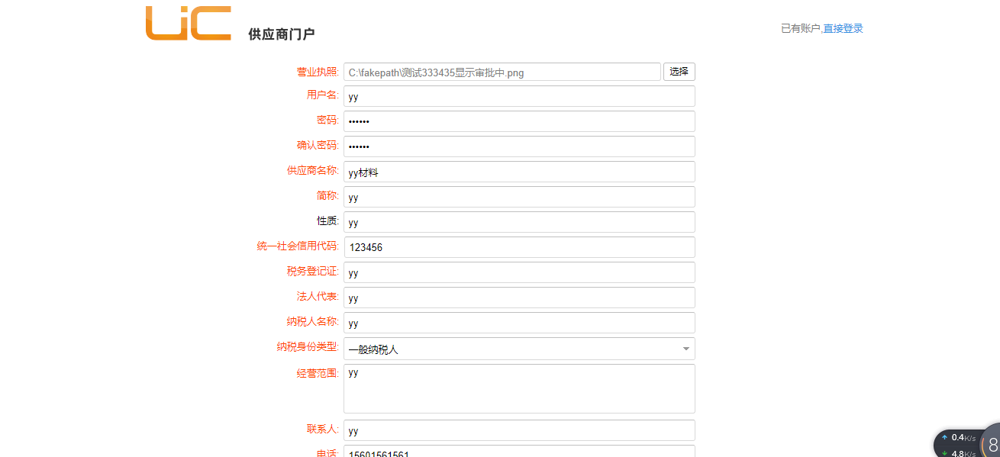 UC 供应商门户
已有账户,直接登录
营业执照: C:\fakepath\测试333435显示审批中.png 选择
用户名: yy
密码: ••••••
确认密码: ••••••
供应商名称: yy材料
简称: yy
性质: yy
统一社会信用代码: 123456
税务登记证: yy
法人代表: yy
纳税人名称: yy
纳税身份类型: 一般纳税人
经营范围: yy
联系人: yy
电话: 15601561561
0.4K/s
4.8K/s
8